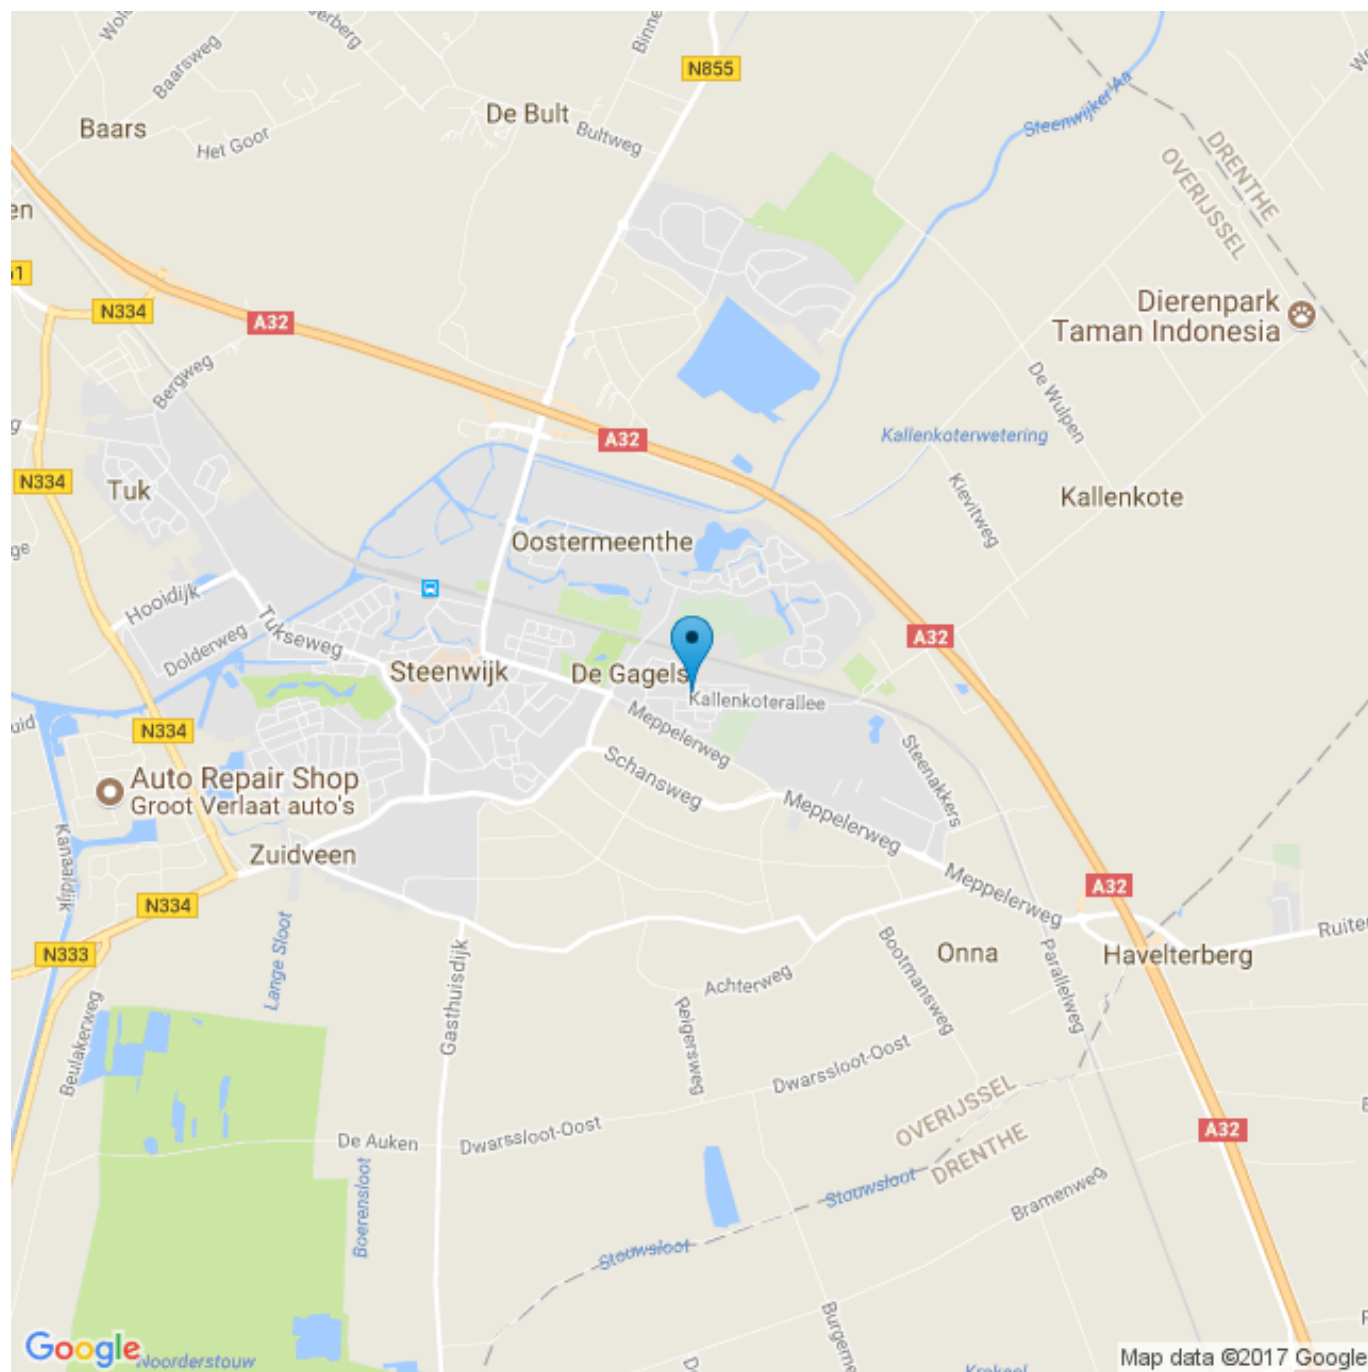 Baarsweg
N855
De Bult
Baars
Bultweg
Het Goor
Steenwijker Aa
DRENTHE
OVERIJSSEL
N334
A32
Dierenpark
Taman Indonesia
Bergweg
De Wulpen
A32
Kallenkoterwetering
N334
Tuk
Kievitweg
Kallenkote
Oostermeenthe
Hooidijk
Tukseweg
Dolderweg
A32
Steenwijk
De Gagels
Kallenkoterallee
N334
Meppelerweg
Steenakkers
Schansweg
Auto Repair Shop
Groot Verlaat auto's
Meppelerweg
Kanaaldijk
Zuidveen
Meppelerweg
A32
N334
N333
Lange Sloot
Gasthuisdijk
Bootmansweg
Onna
Parallelweg
Havelterberg
Achterweg
Reigersweg
Beulakerweg
Dwarssloot-Oost
OVERIJSSEL
DRENTHE
A32
De Auken
Dwarssloot-Oost
Boerensloot
Stouwsloot
Bramenweg
Stouwsloot
Google
Noorderstouw
Map data ©2017 Google